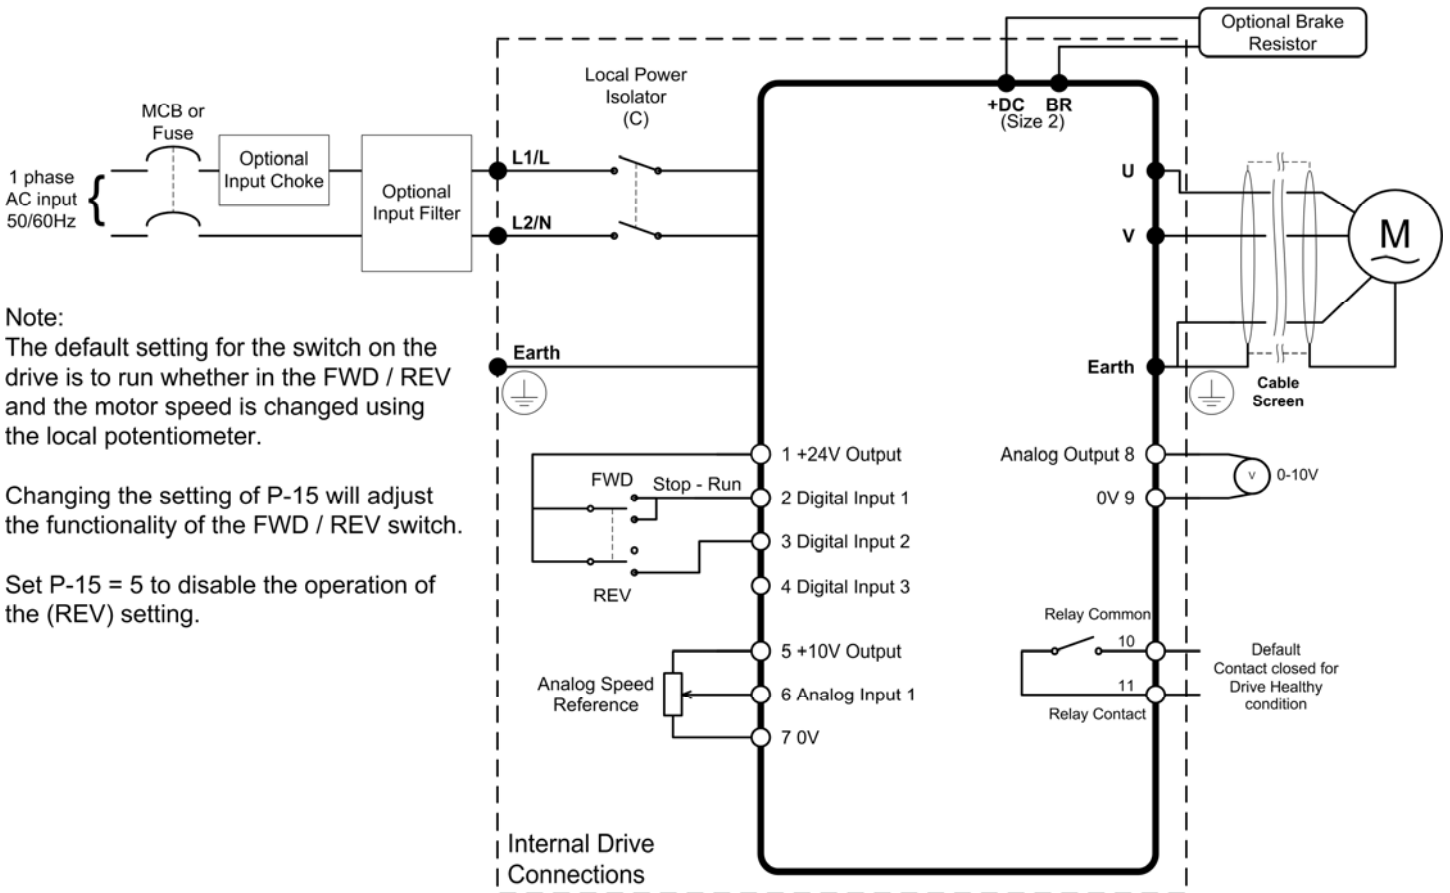 Optional Brake
Resistor
Local Power
Isolator
(C)
+DC BR
(Size 2)
MCB or
Fuse
Optional
Input Choke
Optional
Input Filter
1 phase
AC input
50/60Hz
L1/L
L2/N
U
V
M
Note:
The default setting for the switch on the
drive is to run whether in the FWD / REV
and the motor speed is changed using
the local potentiometer.
Changing the setting of P-15 will adjust
the functionality of the FWD / REV switch.
Set P-15 = 5 to disable the operation of
the (REV) setting.
Earth
Earth
Cable
Screen
1 +24V Output
FWD
Stop - Run
2 Digital Input 1
3 Digital Input 2
4 Digital Input 3
REV
5 +10V Output
Analog Speed
Reference
6 Analog Input 1
7 0V
Analog Output 8
V
0-10V
0V 9
Relay Common
10
11
Relay Contact
Default
Contact closed for
Drive Healthy
condition
Internal Drive
Connections